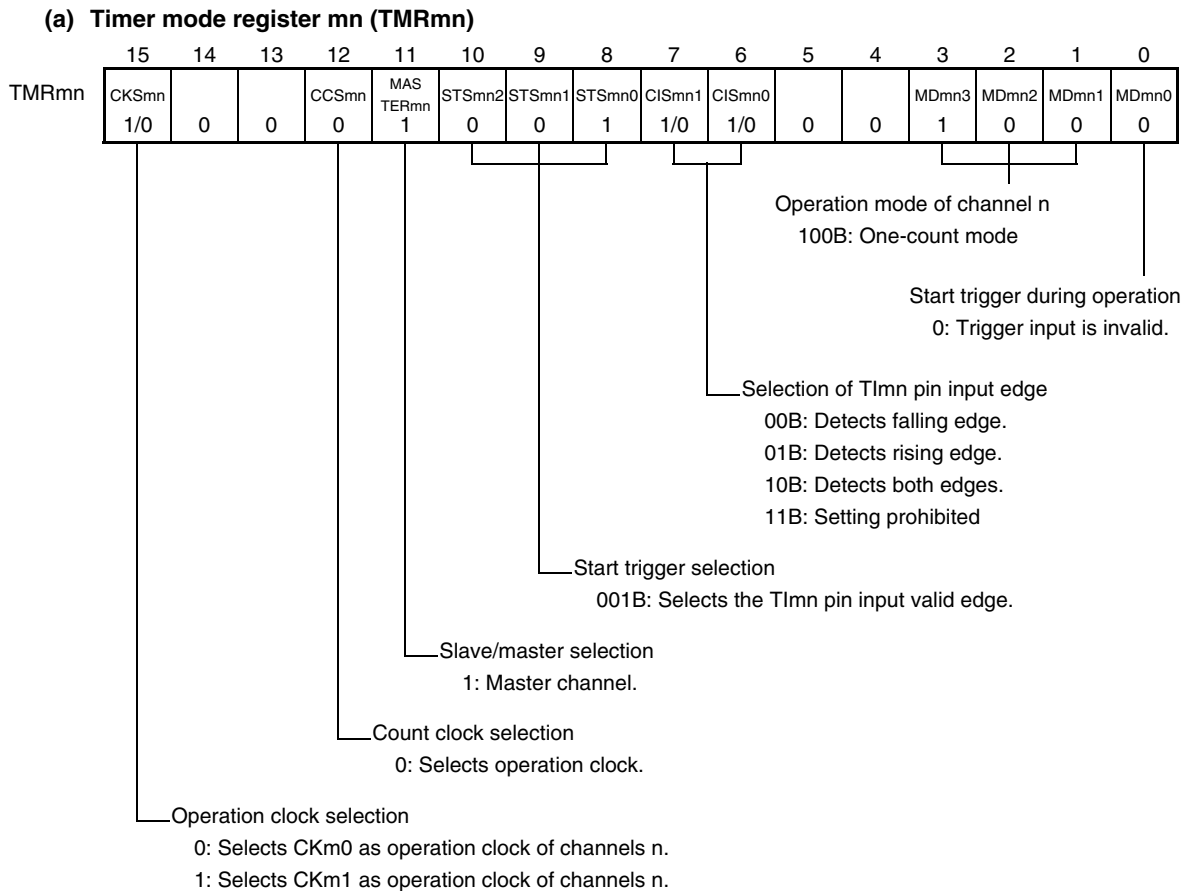 (a) Timer mode register mn (TMRmn)
15 14 13 12 11 10 9 8 7 6 5 4 3 2 1 0
TMRmn CKSmn CCSmn MAS TERmn STSmn2 STSmn1 STSmn0 CISmn1 CISmn0 MDmn3 MDmn2 MDmn1 MDmn0
1/0 0 0 0 1 0 0 1 1/0 1/0 0 0 1 0 0 0
Operation mode of channel n
100B: One-count mode
Start trigger during operation
0: Trigger input is invalid.
Selection of TImn pin input edge
00B: Detects falling edge.
01B: Detects rising edge.
10B: Detects both edges.
11B: Setting prohibited
Start trigger selection
001B: Selects the TImn pin input valid edge.
Slave/master selection
1: Master channel.
Count clock selection
0: Selects operation clock.
Operation clock selection
0: Selects CKm0 as operation clock of channels n.
1: Selects CKm1 as operation clock of channels n.